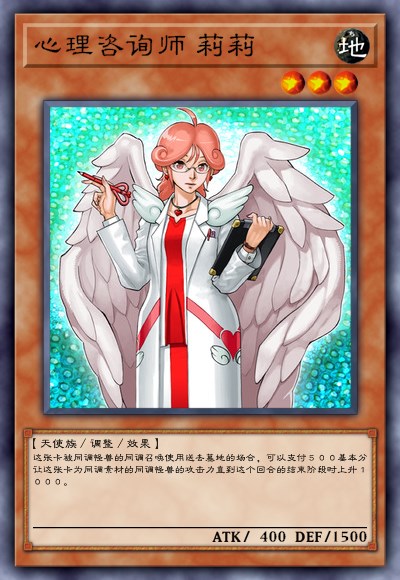 心理咨询师 莉莉
地
【天使族／调整／效果】
这张卡被同调怪兽的同调召唤使用送去墓地的场合，可以支付５００基本分
让这张卡为同调素材的同调怪兽的攻击力直到这个回合的结束阶段时上升１
０００。
ATK/ 400 DEF/1500